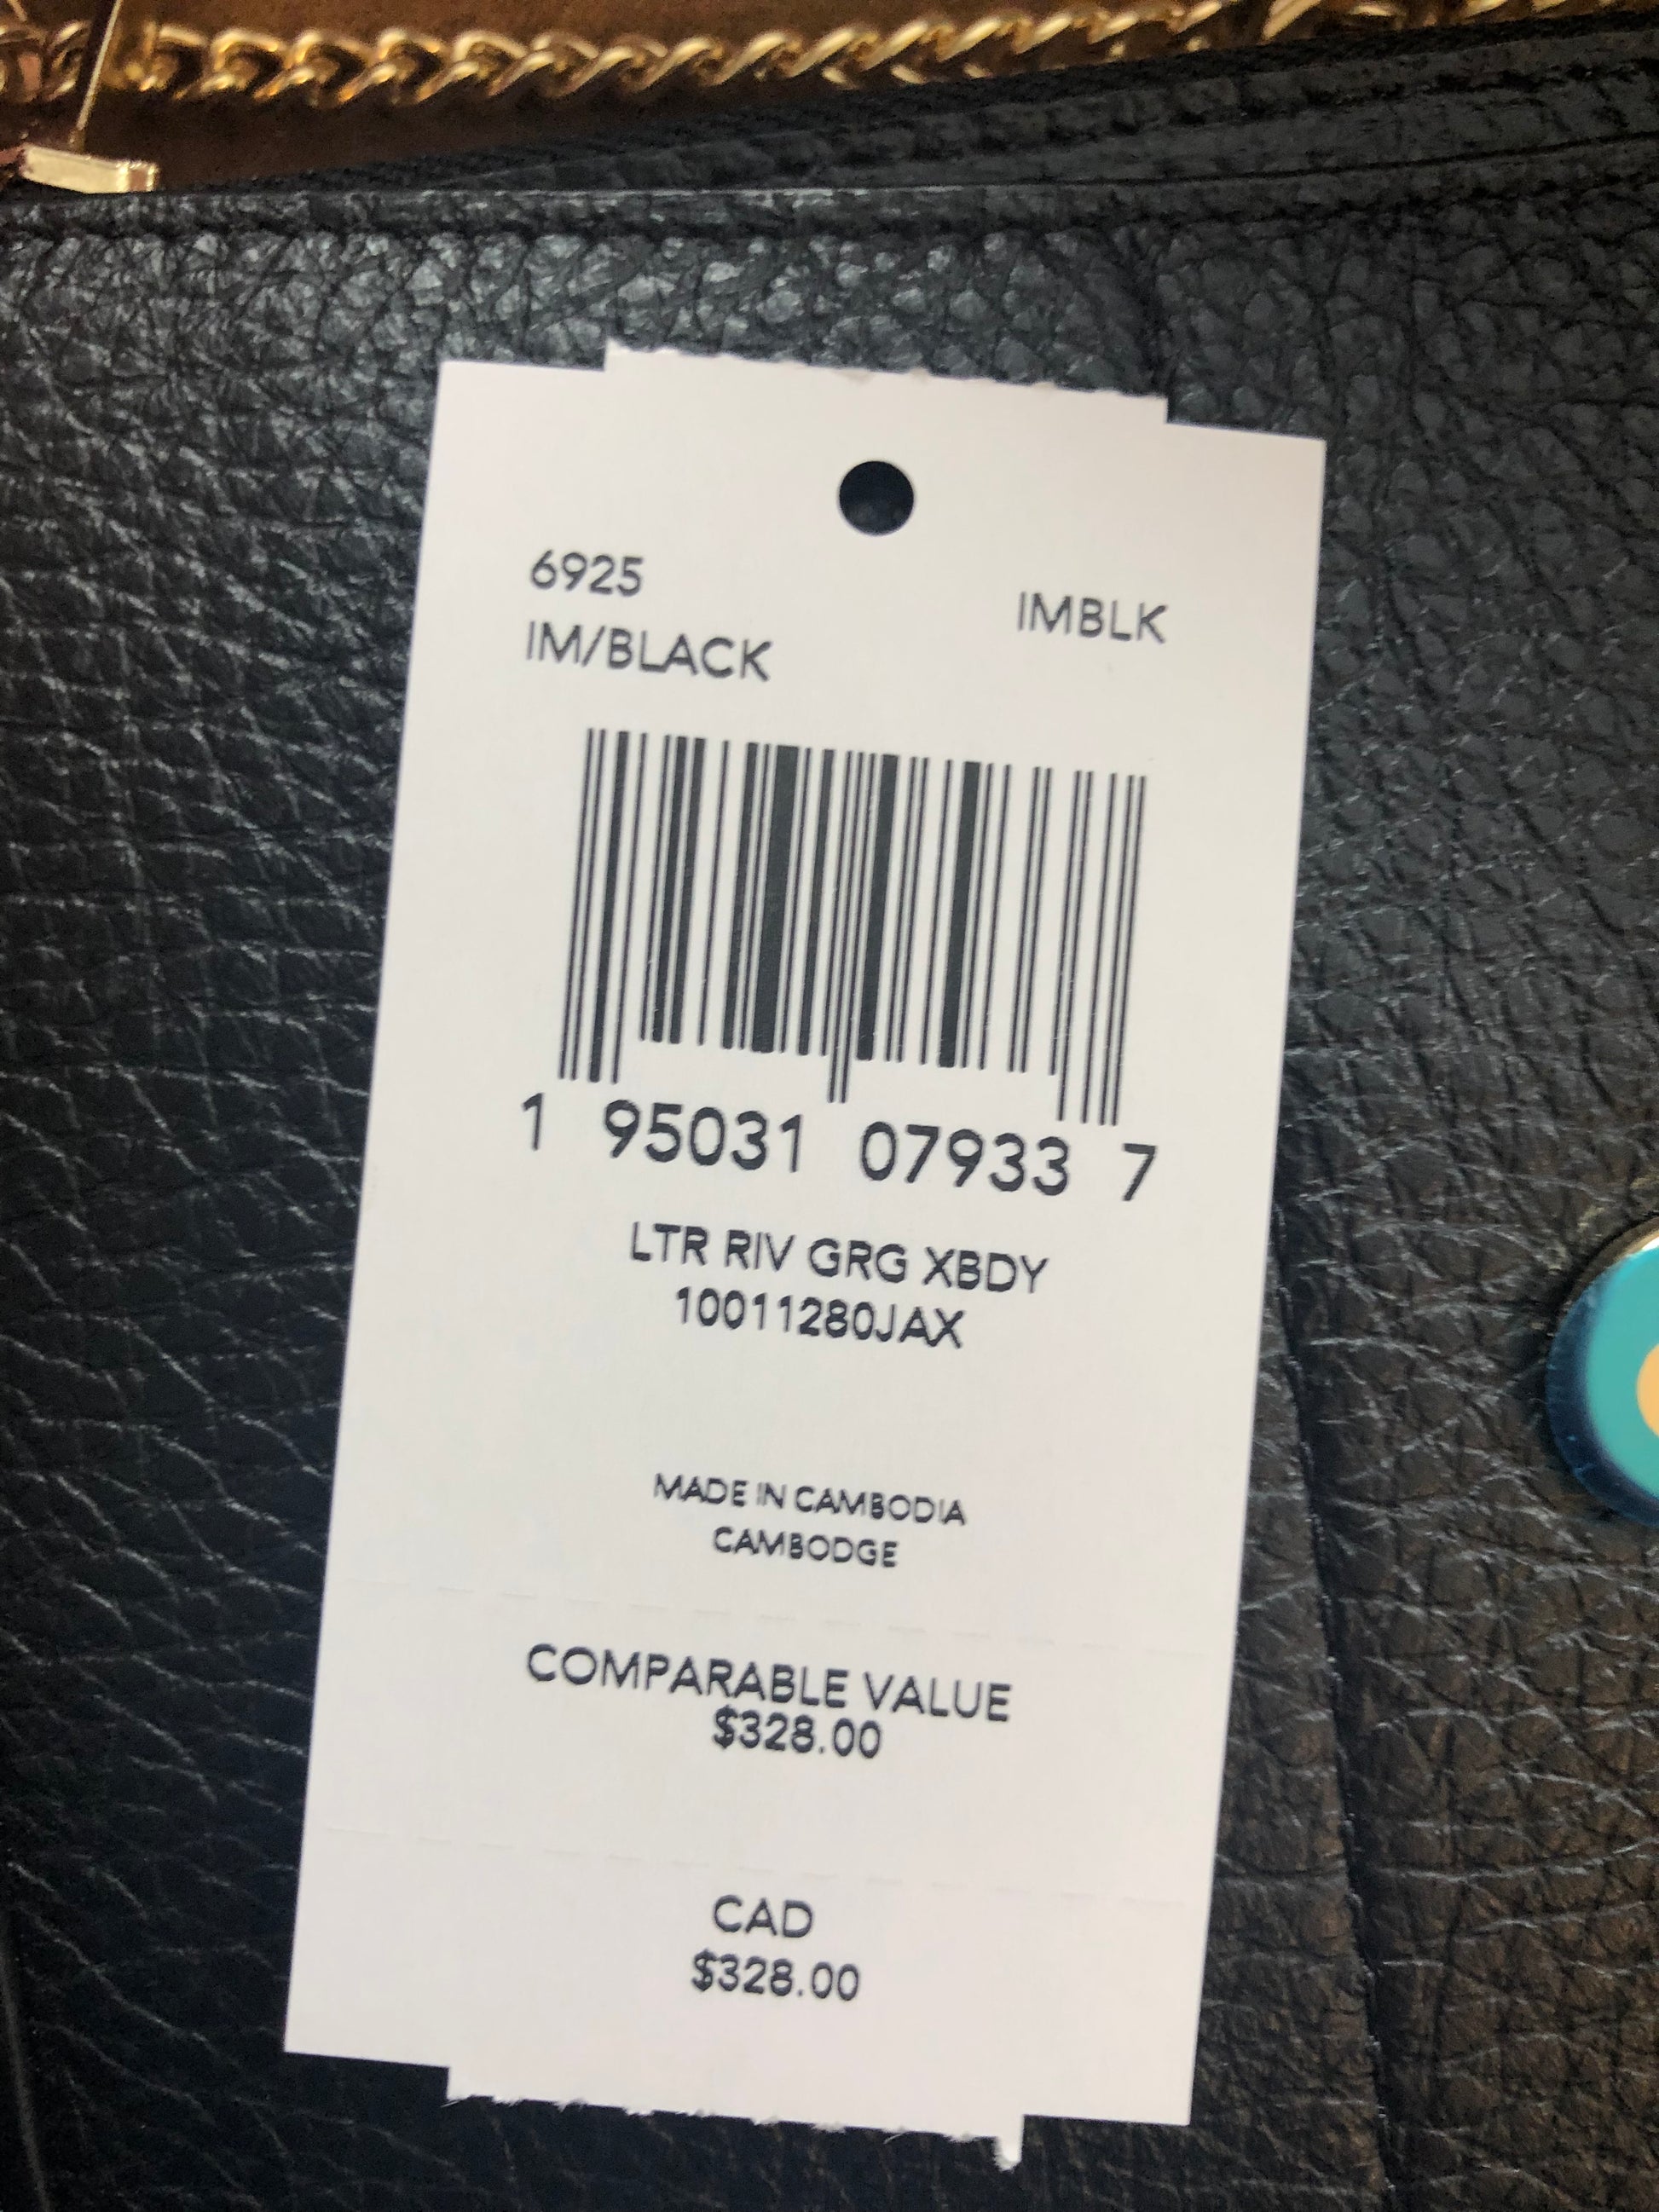 6925
IMBLK
IM/BLACK
1 95031 07933 7
LTR RIV GRG XBDY
10011280JAX
MADE IN CAMBODIA
CAMBODGE
COMPARABLE VALUE
$328.00
CAD
$328.00